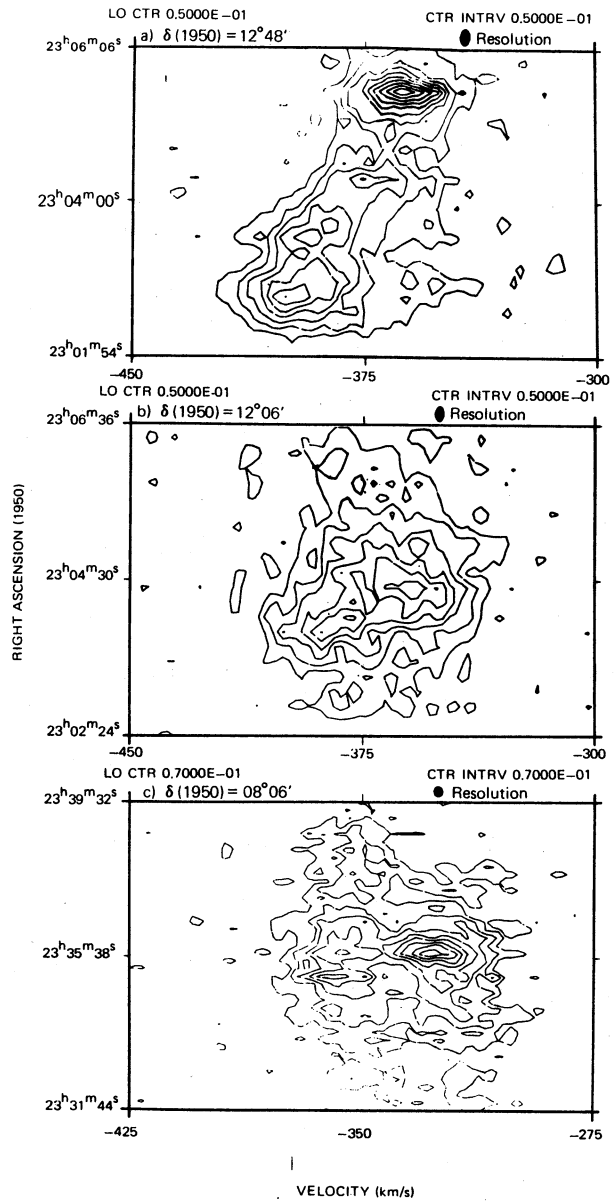 LO CTR 0.5000E−01 CTR INTRV 0.5000E−01
a) δ (1950) = 12°48′ Resolution
23h06m06s
23h04m00s
23h01m54s
−450 −375 −300
LO CTR 0.5000E-01 CTR INTRV 0.5000E−01
b) δ (1950) = 12°06′ Resolution
23h06m36s
23h04m30s
23h02m24s
−450 −375 −300
LO CTR 0.7000E−01 CTR INTRV 0.7000E−01
c) δ (1950) = 08°06′ Resolution
23h39m32s
23h35m38s
23h31m44s
−425 −350 −275
RIGHT ASCENSION (1950)
VELOCITY (km/s)